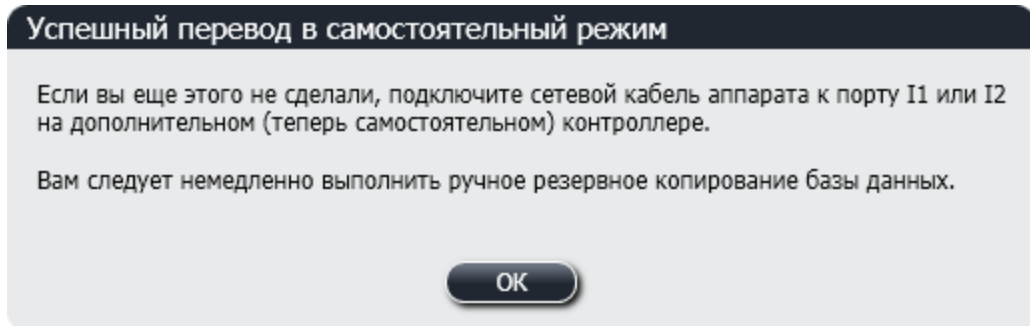 Успешный перевод в самостоятельный режим
Если вы еще этого не сделали, подключите сетевой кабель аппарата к порту I1 или I2
на дополнительном (теперь самостоятельном) контроллере.
Вам следует немедленно выполнить ручное резервное копирование базы данных.
ОК